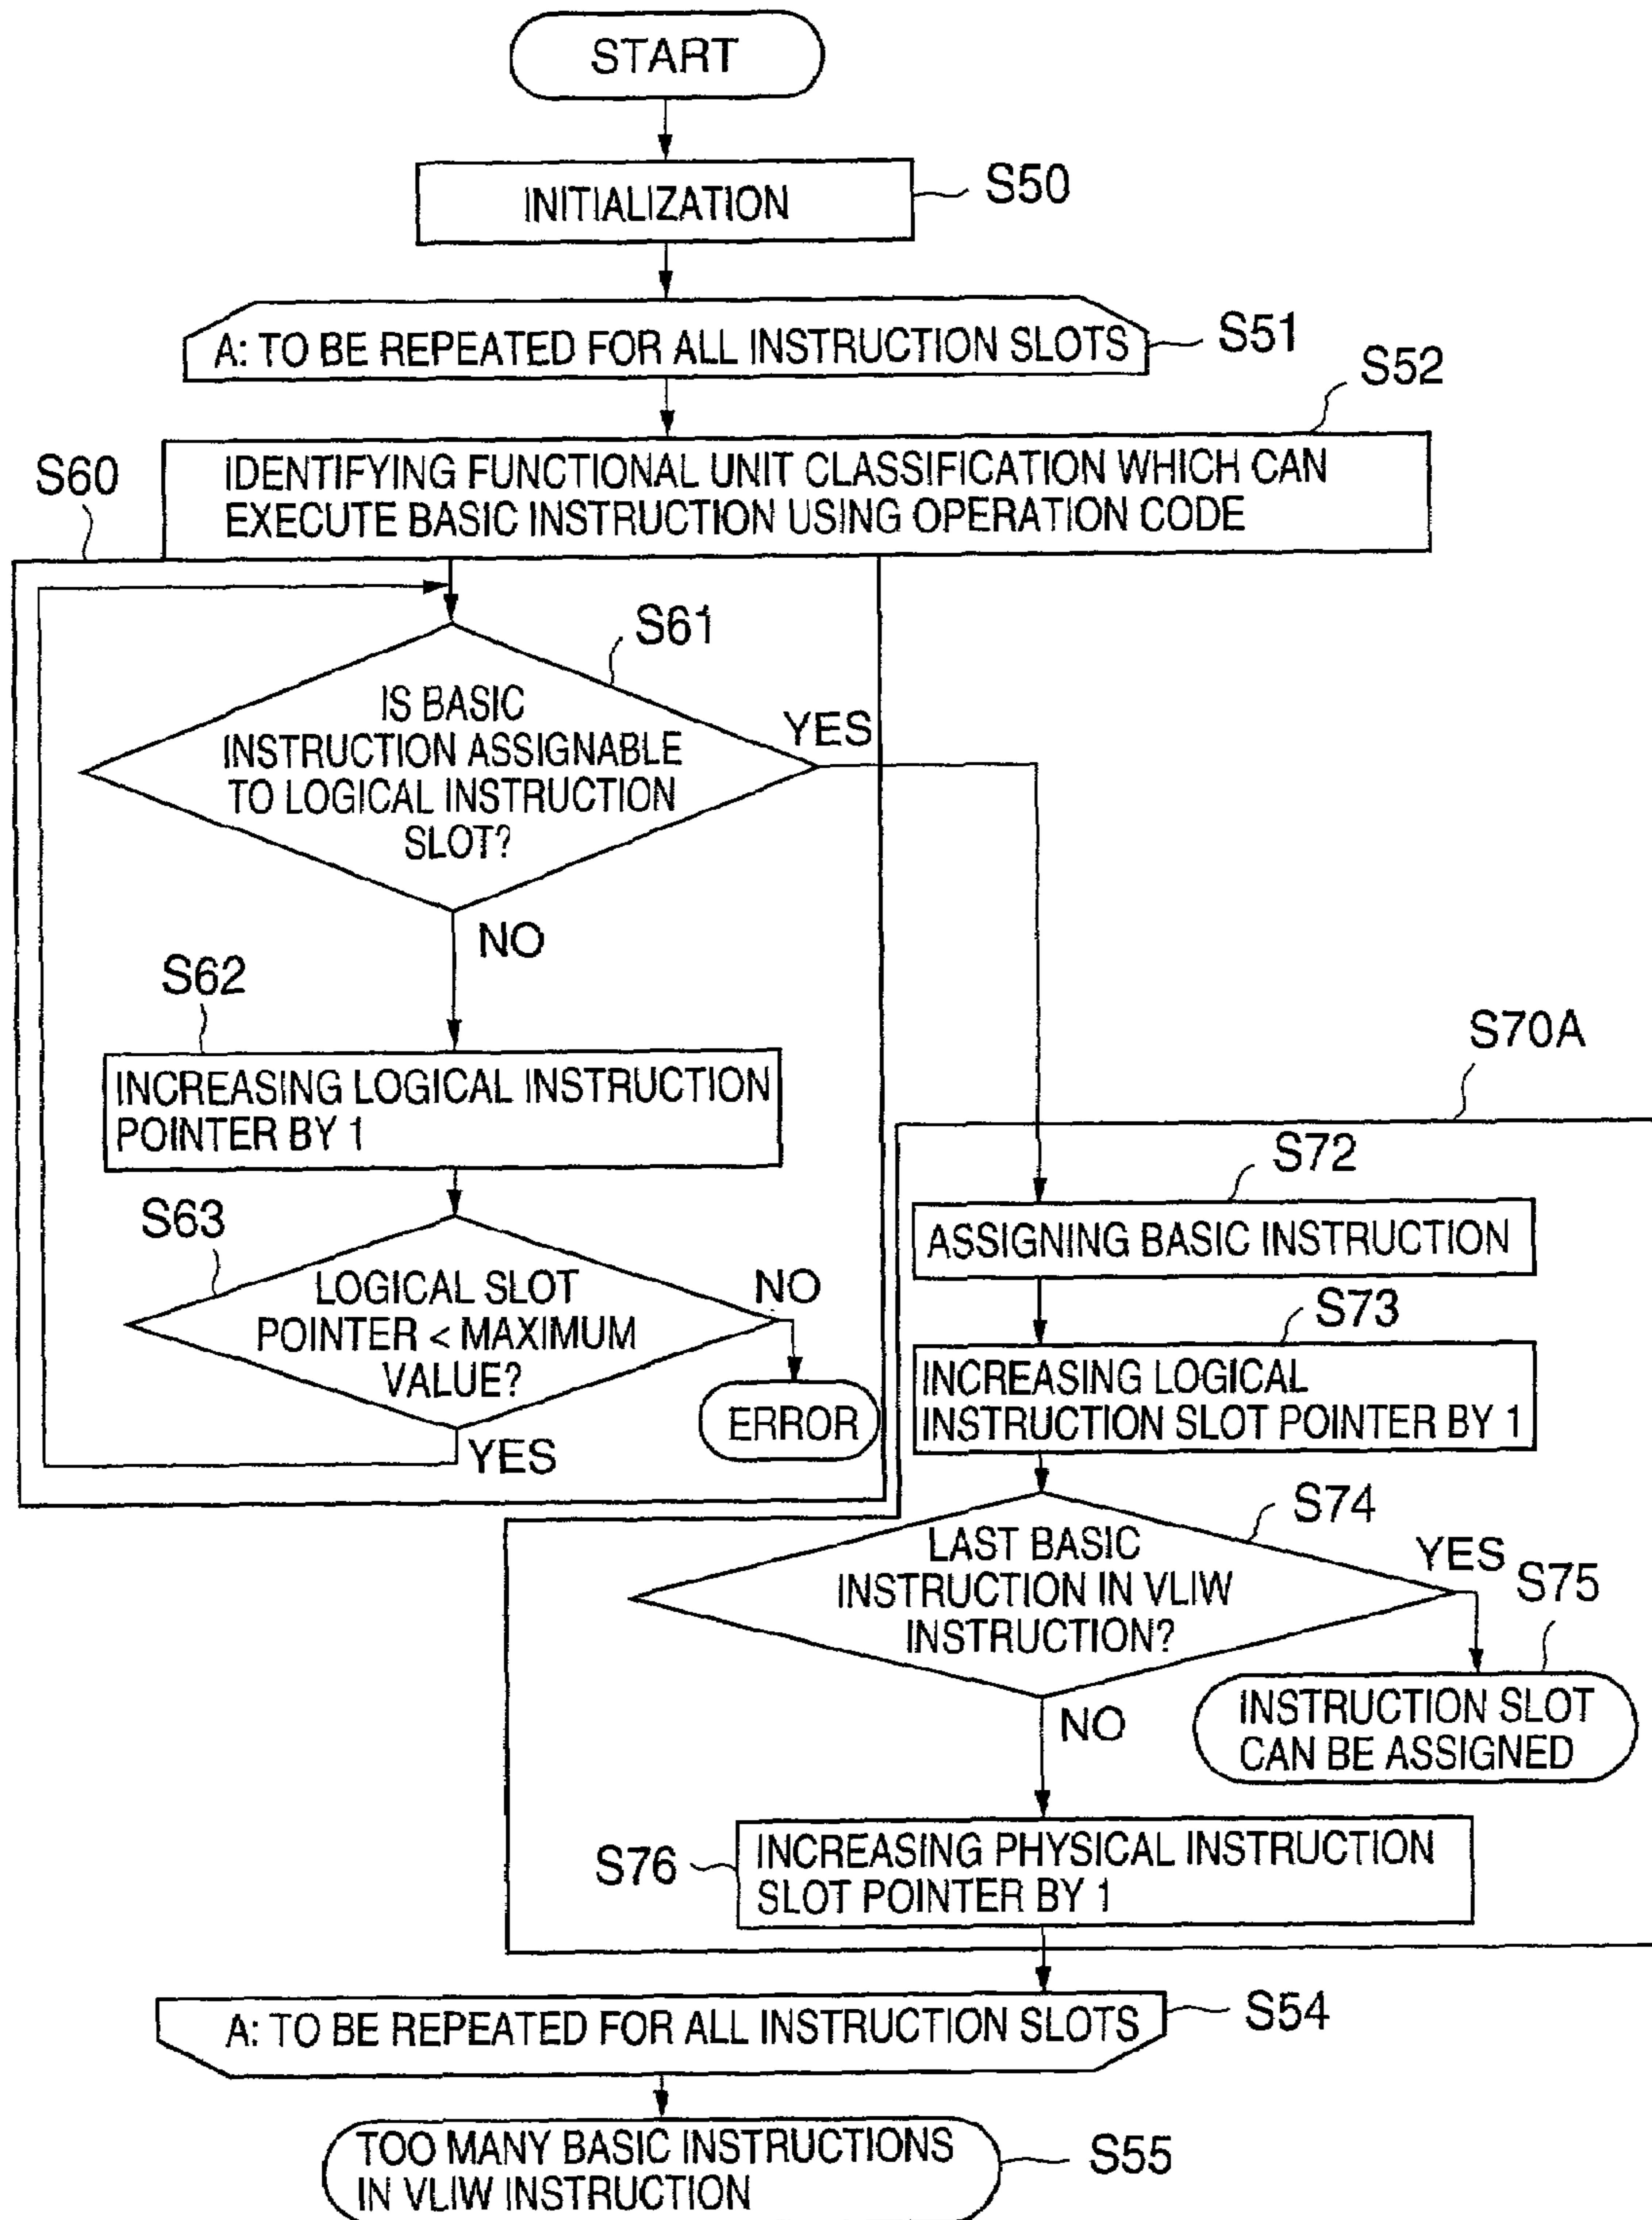 START
INITIALIZATION
S50
A: TO BE REPEATED FOR ALL INSTRUCTION SLOTS
S51
S52
S60
IDENTIFYING FUNCTIONAL UNIT CLASSIFICATION WHICH CAN
EXECUTE BASIC INSTRUCTION USING OPERATION CODE
S61
IS BASIC
INSTRUCTION ASSIGNABLE
TO LOGICAL INSTRUCTION
SLOT?
YES
NO
S62
INCREASING LOGICAL INSTRUCTION
POINTER BY 1
S63
LOGICAL SLOT
POINTER < MAXIMUM
VALUE?
NO
ERROR
YES
S70A
S72
ASSIGNING BASIC INSTRUCTION
S73
INCREASING LOGICAL
INSTRUCTION SLOT POINTER BY 1
S74
LAST BASIC
INSTRUCTION IN VLIW
INSTRUCTION?
YES
S75
INSTRUCTION SLOT
CAN BE ASSIGNED
NO
S76
INCREASING PHYSICAL INSTRUCTION
SLOT POINTER BY 1
A: TO BE REPEATED FOR ALL INSTRUCTION SLOTS
S54
TOO MANY BASIC INSTRUCTIONS
IN VLIW INSTRUCTION
S55